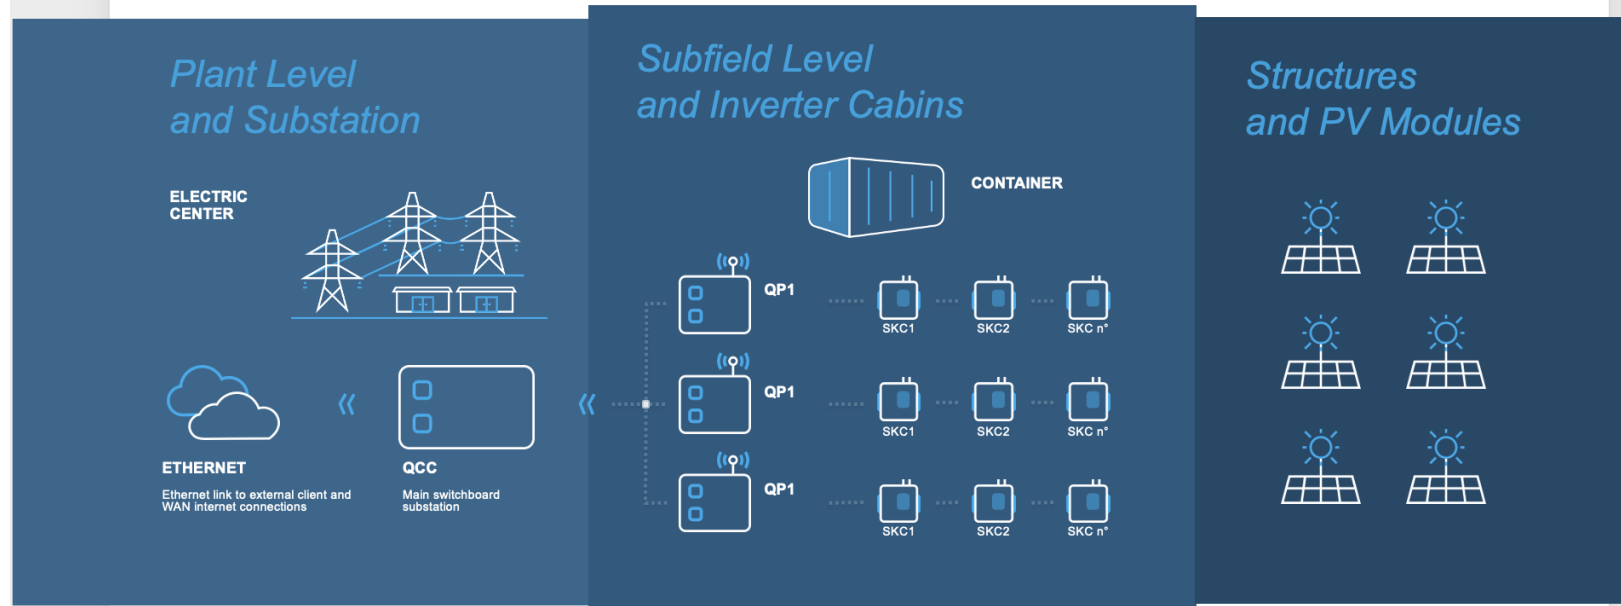 Plant Level
and Substation
ELECTRIC
CENTER
ETHERNET
Ethernet link to external client and
WAN internet connections
QCC
Main switchboard
substation
Subfield Level
and Inverter Cabins
CONTAINER
QP1
SKC1
SKC2
SKC n°
QP1
SKC1
SKC2
SKC n°
QP1
SKC1
SKC2
SKC n°
Structures
and PV Modules